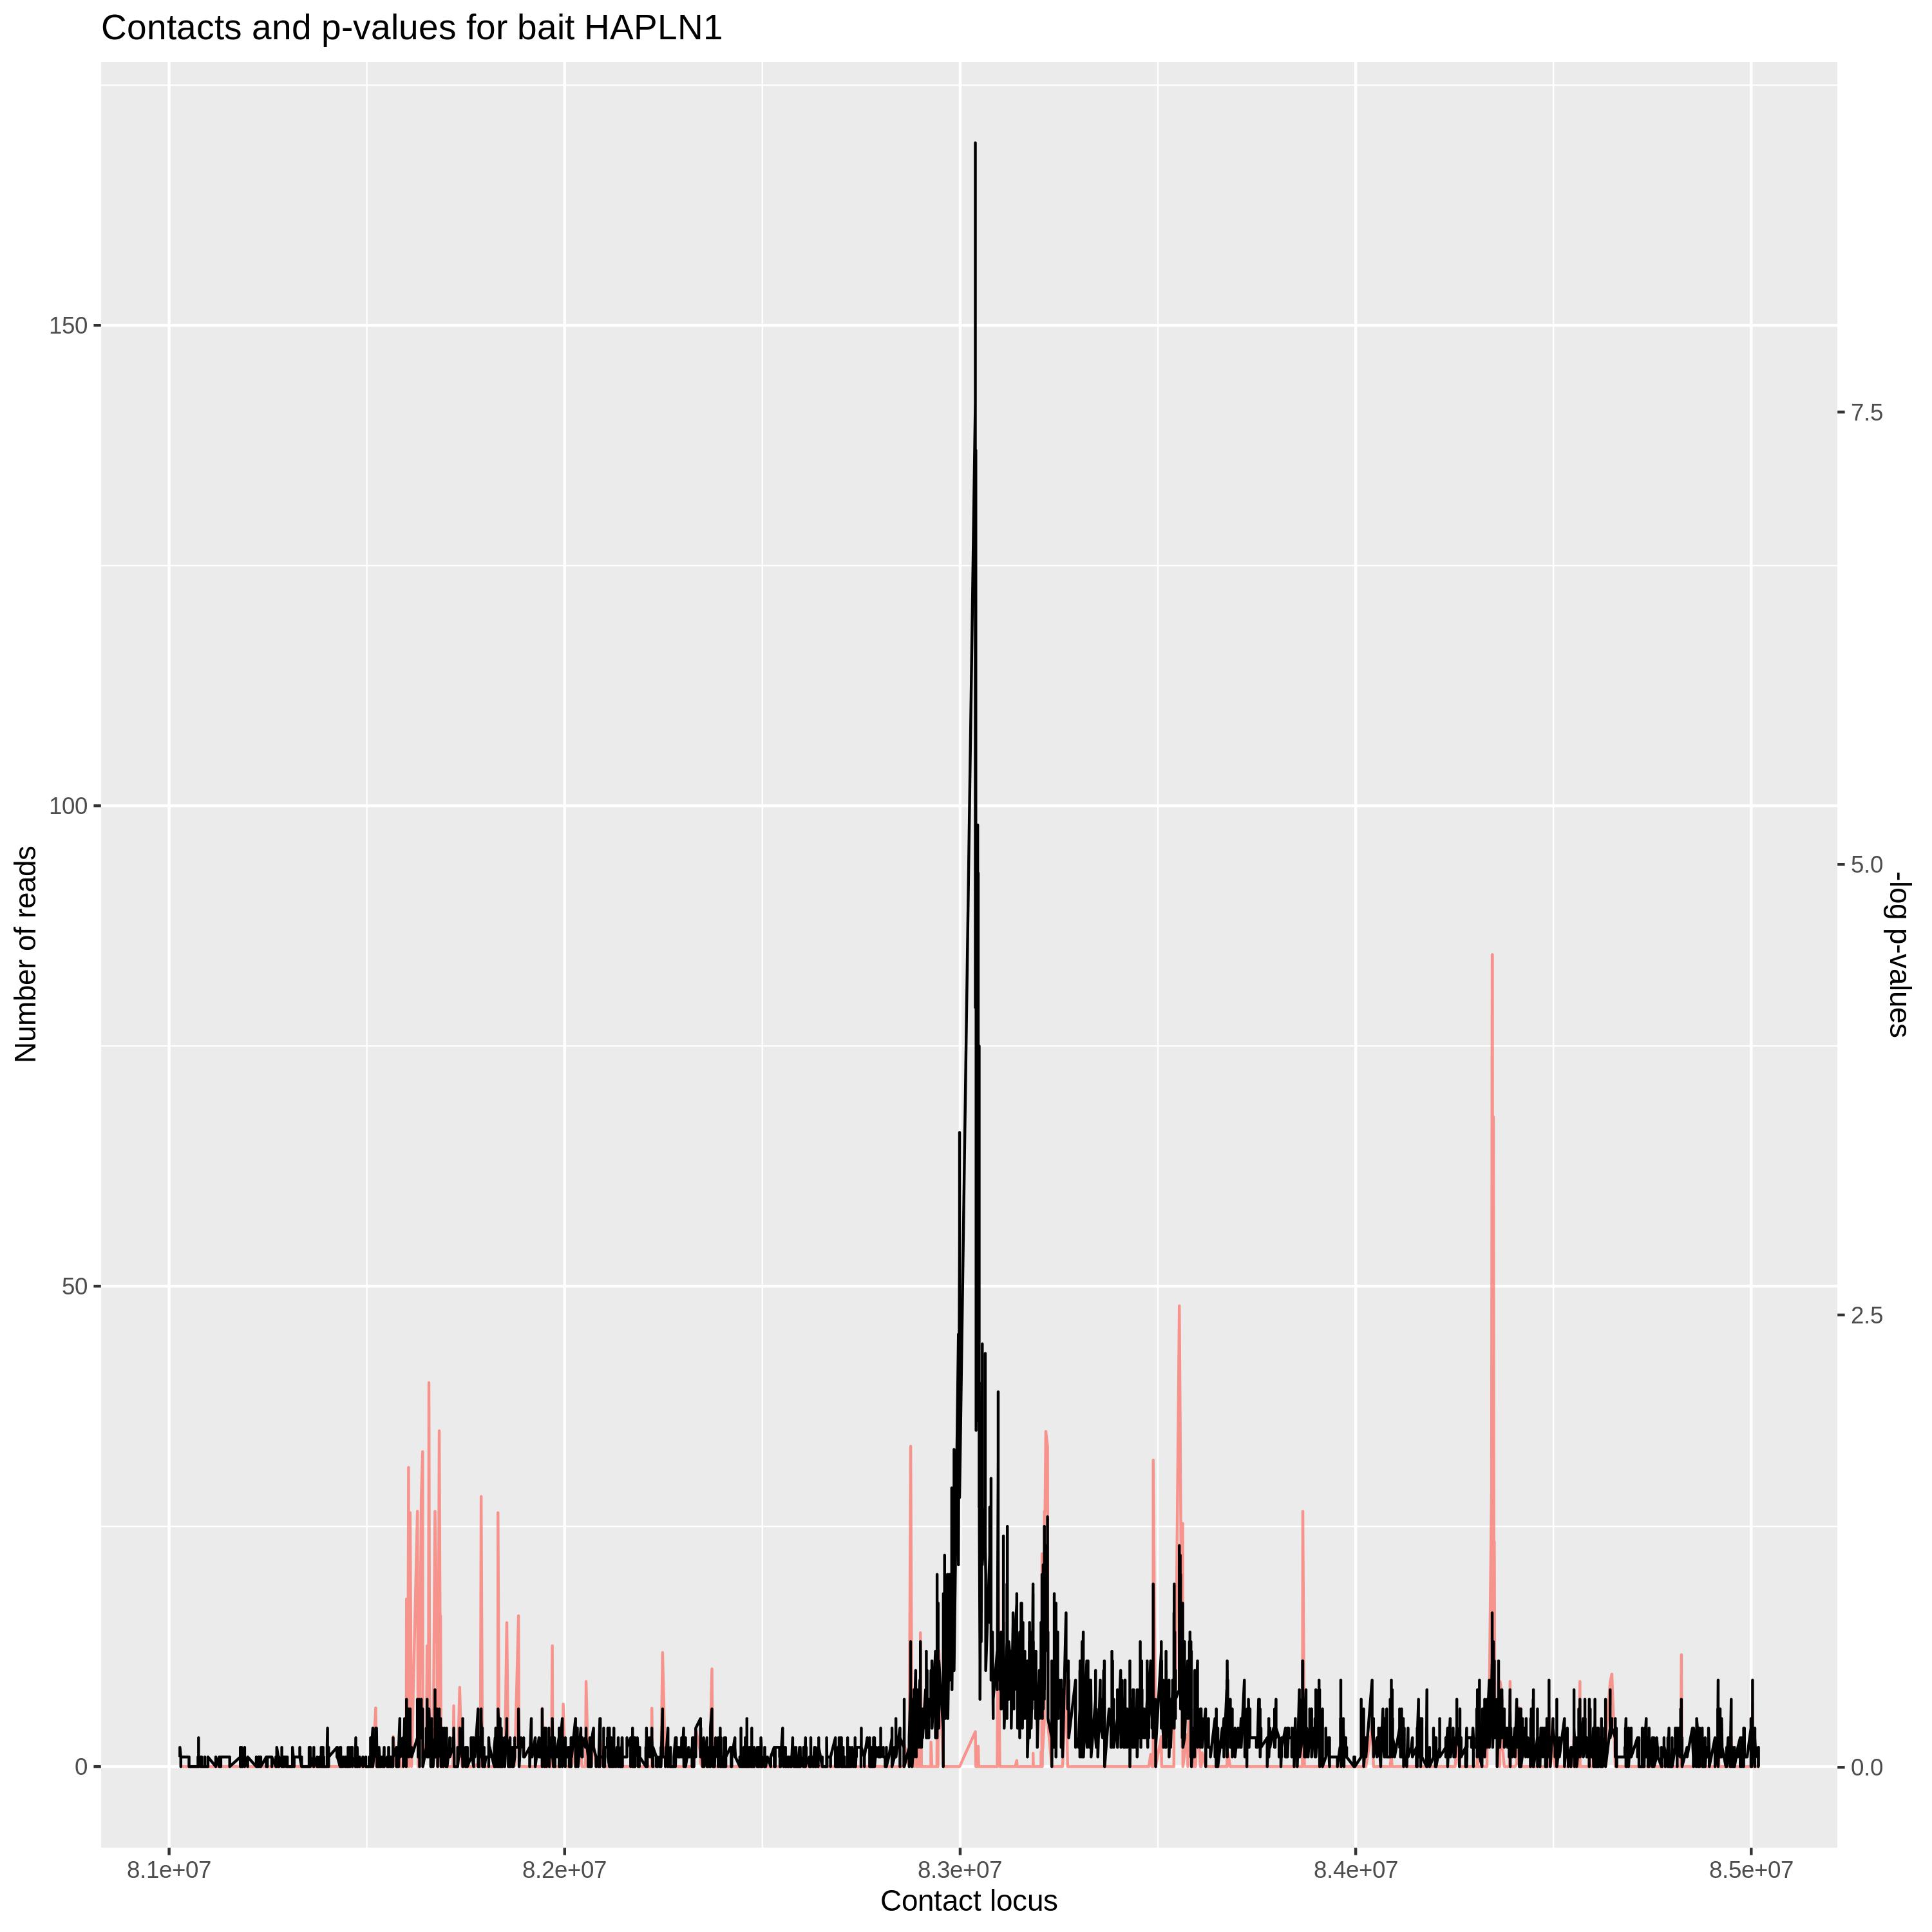 Contacts and p-values for bait HAPLN1
150
100
50
0
Number of reads
7.5
5.0
2.5
0.0
-log p-values
8.1e+07
8.2e+07
8.3e+07
8.4e+07
8.5e+07
Contact locus